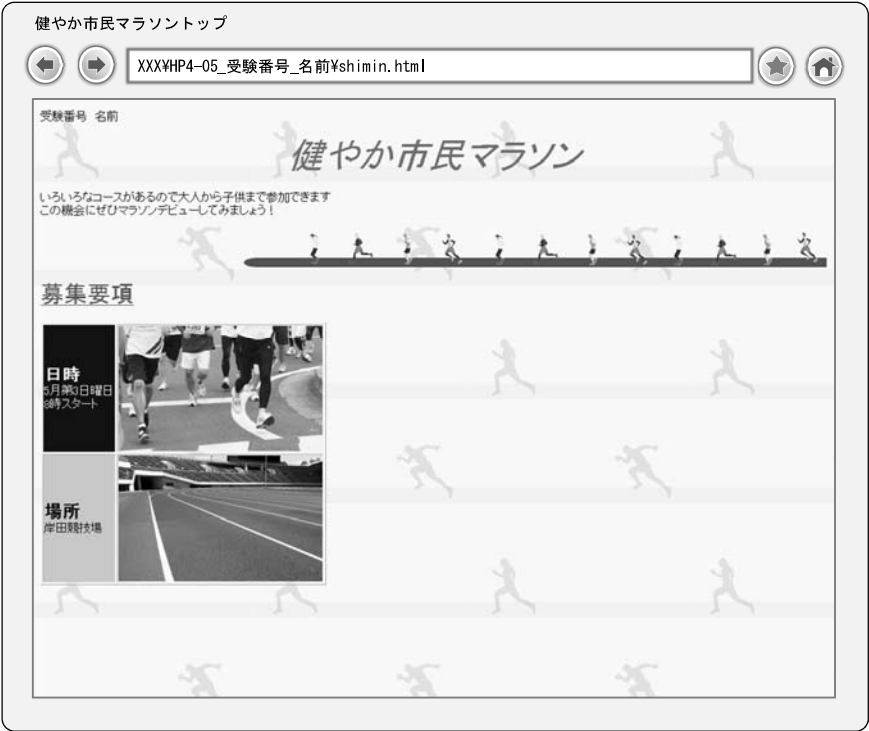 健やか市民マラソントップ
XXX¥HP4-05_受験番号_名前¥shimin.html
受験番号 名前
健やか市民マラソン
いろいろなコースがあるので大人から子供まで参加できます
この機会にぜひマラソンデビューしてみましょう！
募集要項
日時
5月第3日曜日
8時スタート
場所
岸田競技場